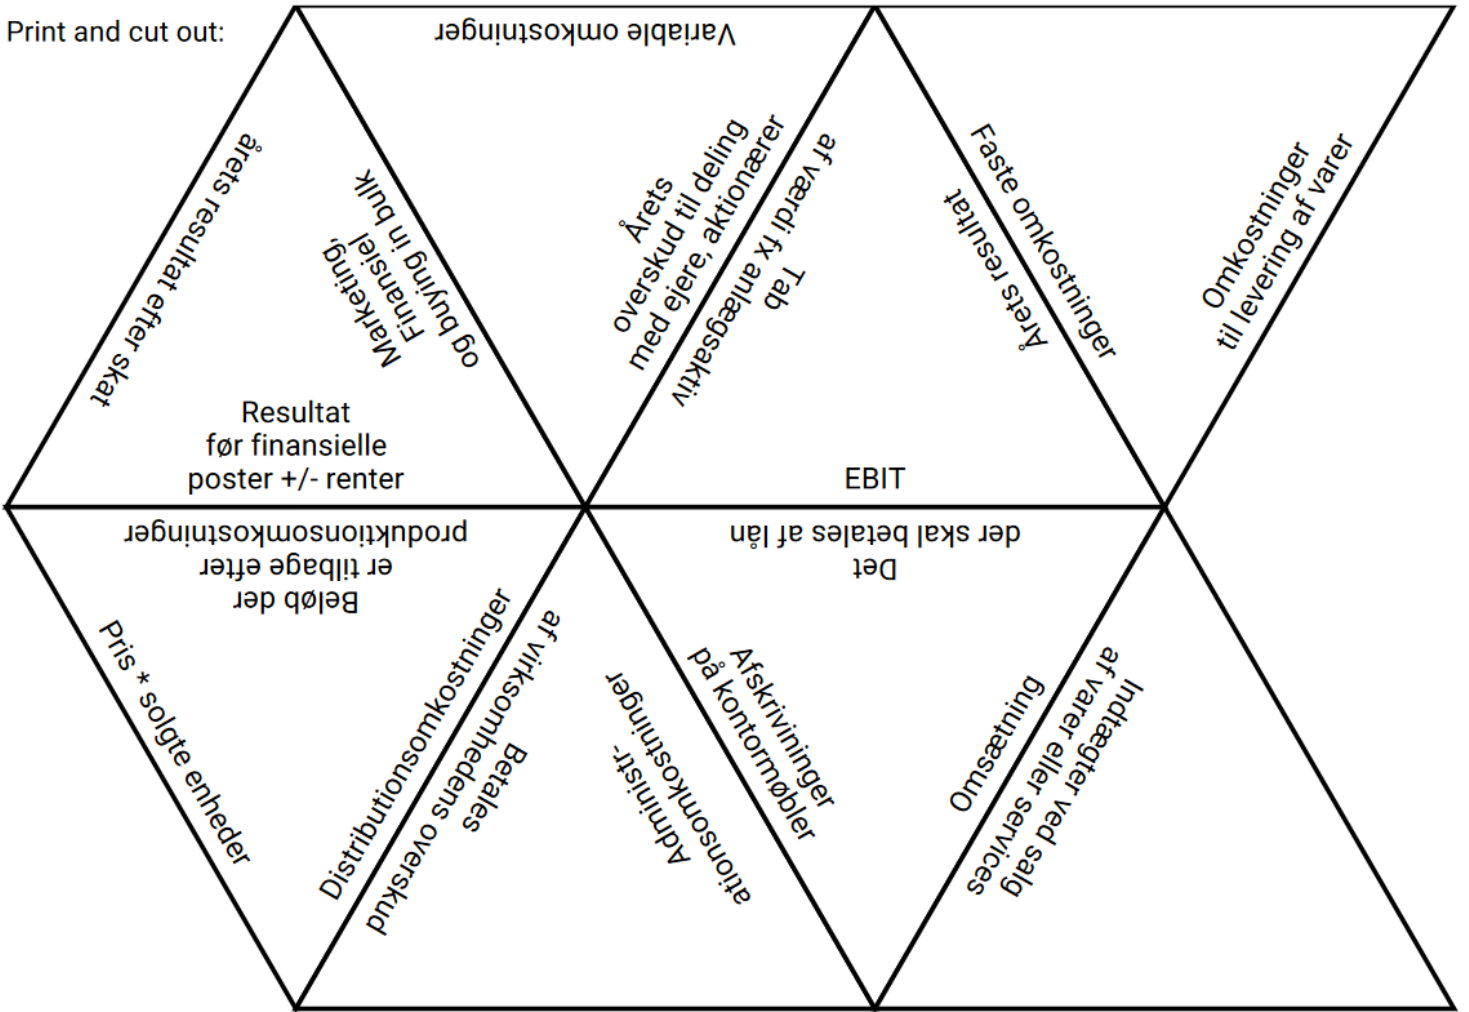 Print and cut out:
årets resultat efter skat
Marketing,
Finansiel
og buying in bulk
Resultat
før finansielle
poster +/- renter
Variable omkostninger
Årets
overskud til deling
med ejere, aktionærer
Tab
af værdi fx anlægsaktiv
Årets resultat
EBIT
Faste omkostninger
Omkostninger
til levering af varer
Beløb der
er tilbage efter
produktionsomkostninger
Pris * solgte enheder
Distributionsomkostninger
Betales
af virksomhedens overskud
Administr-
ationsomkostninger
Det
der skal betales af lån
Afskrivininger
på kontormøbler
Omsætning
Indtægter ved salg
af varer eller services